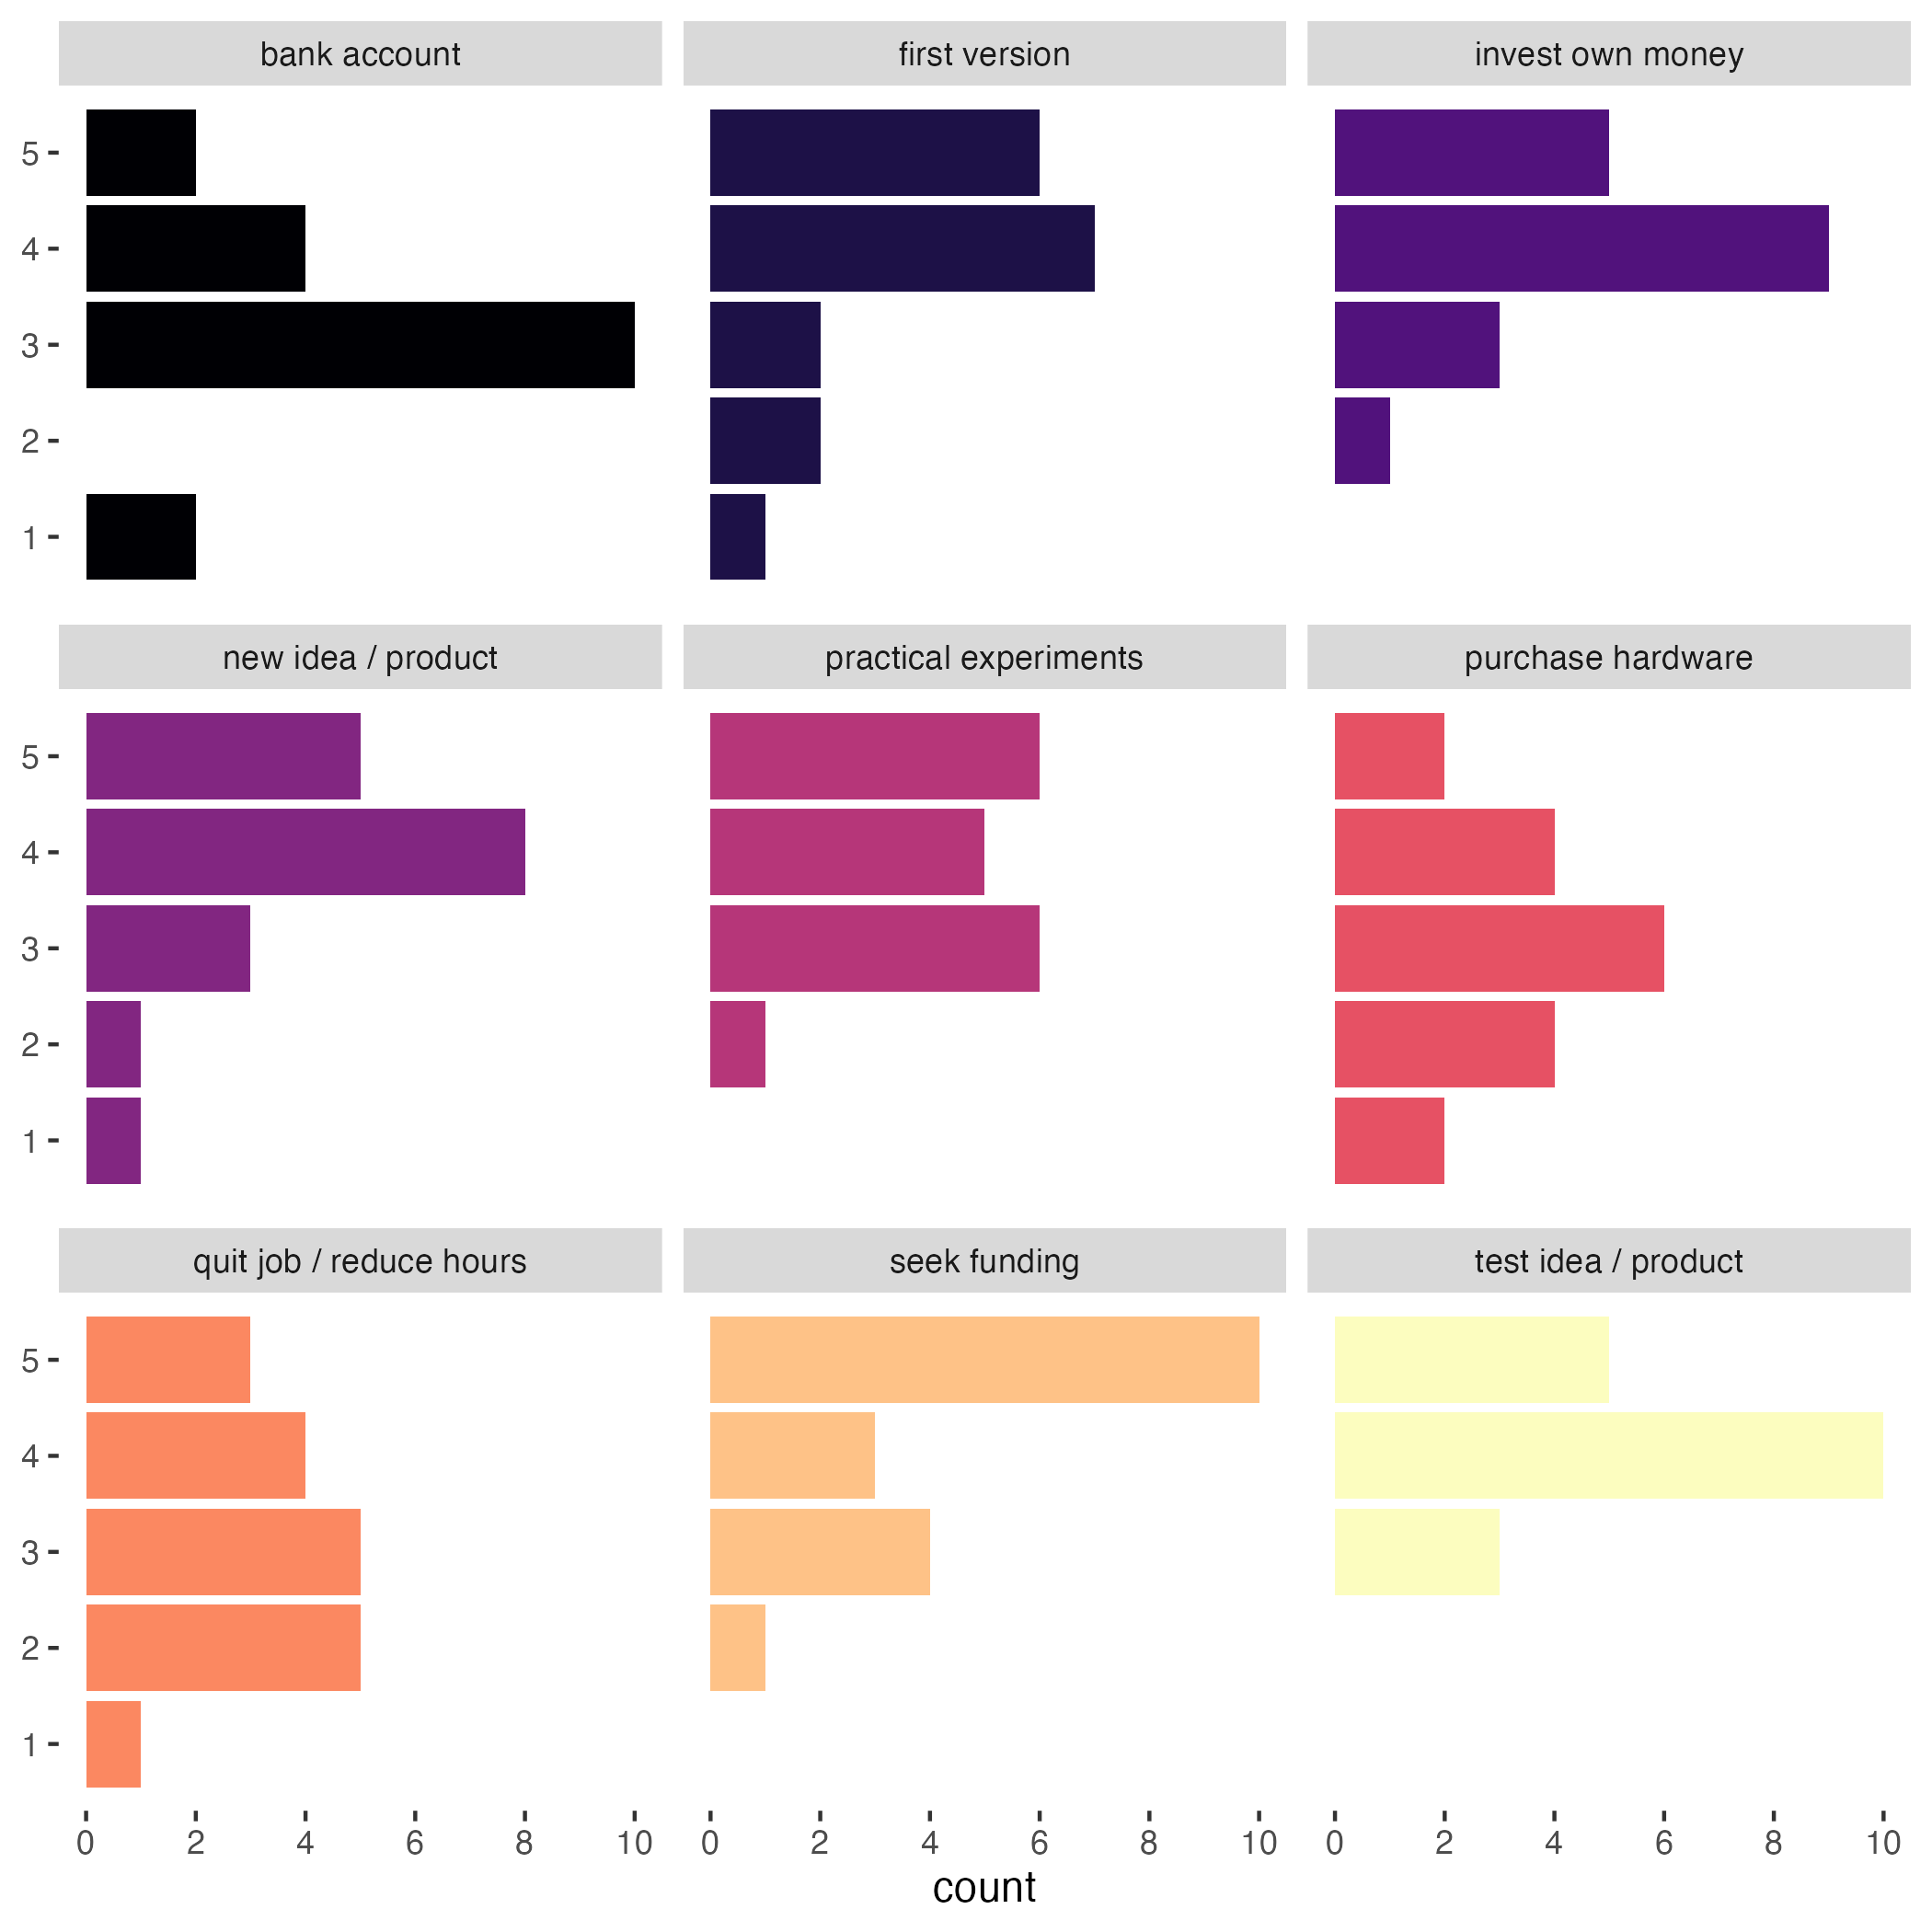 bank account
first version
invest own money
5
4
3
2
1
new idea / product
practical experiments
purchase hardware
5
4
3
2
1
quit job / reduce hours
seek funding
test idea / product
5
4
3
2
1
0 2 4 6 8 10
0 2 4 6 8 10
0 2 4 6 8 10
count